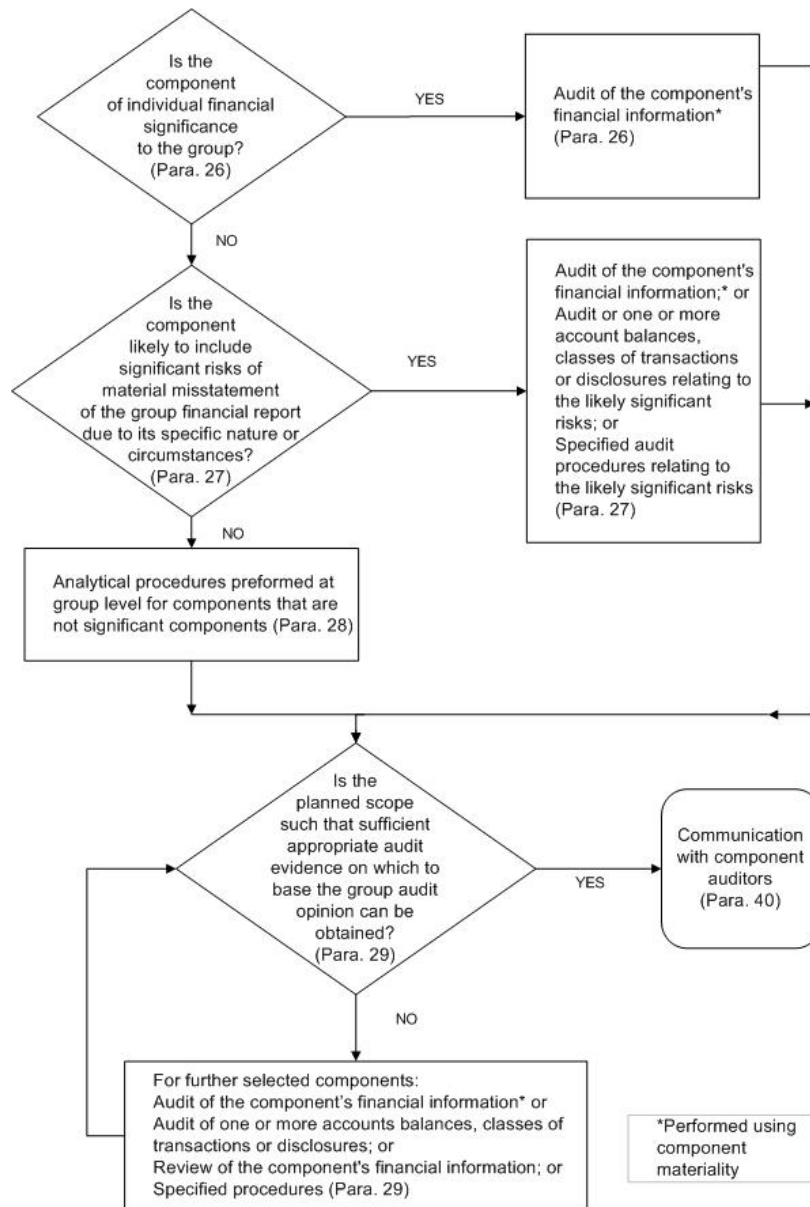 Is the
component
of individual financial
significance
to the group?
(Para. 26)
YES
Audit of the component's
financial information*
(Para. 26)
NO
Is the
component
likely to include
significant risks of
material misstatement
of the group financial report
due to its specific nature or
circumstances?
(Para. 27)
YES
Audit of the component's
financial information;* or
Audit or one or more
account balances,
classes of transactions
or disclosures relating to
the likely significant
risks; or
Specified audit
procedures relating to
the likely significant risks
(Para. 27)
NO
Analytical procedures preformed at
group level for components that are
not significant components (Para. 28)
Is the
planned scope
such that sufficient
appropriate audit
evidence on which to
base the group audit
opinion can be
obtained?
(Para. 29)
YES
Communication
with component
auditors
(Para. 40)
NO
For further selected components:
Audit of the component's financial information* or
Audit of one or more accounts balances, classes of
transactions or disclosures; or
Review of the component's financial information; or
Specified procedures (Para. 29)
*Performed using
component
materiality